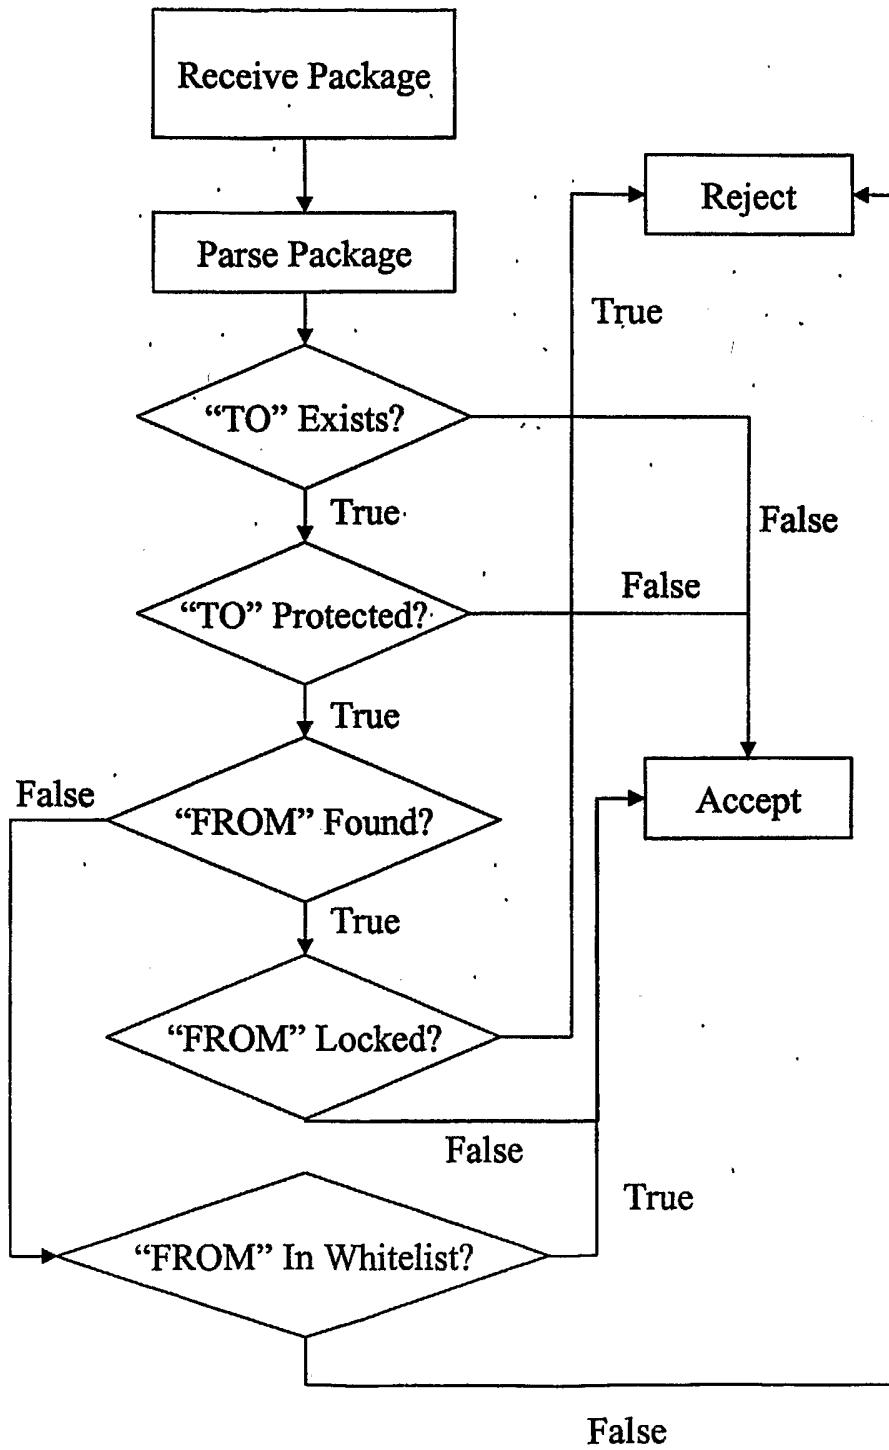 Receive Package
Reject
Parse Package
True
“TO” Exists?
True
False
False
“TO” Protected?
True
False
Accept
“FROM” Found?
True
“FROM” Locked?
False
True
“FROM” In Whitelist?
False